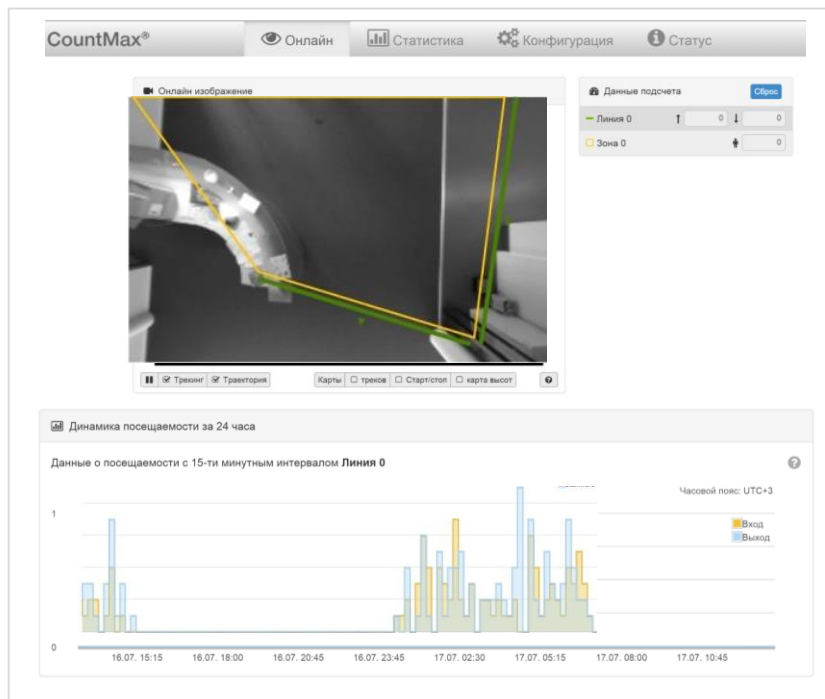 CountMax®
Онлайн
Статистика
Конфигурация
Статус
Онлайн изображение
Данные подсчета
Сброс
Линия 0 0 0
Зона 0 0
Трекинг
Траектория
Карты
треков
Старт/стоп
карта высот
Динамика посещаемости за 24 часа
Данные о посещаемости с 15-ти минутным интервалом Линия 0
Часовой пояс: UTC+3
1
Вход
Выход
0
16.07. 15:15 16.07. 18:00 16.07. 20:45 16.07. 23:45 17.07. 02:30 17.07. 05:15 17.07. 08:00 17.07. 10:45